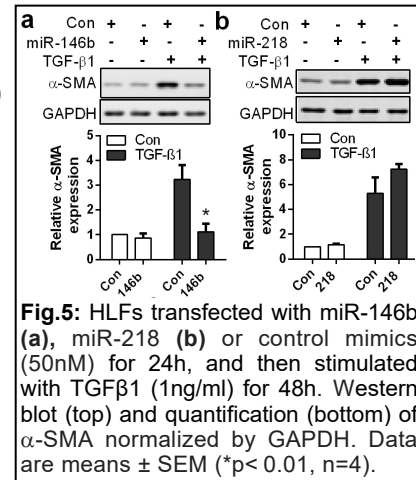 a b
Con + - + -
miR-146b - + - +
TGF-β1 - - + +
α-SMA
GAPDH
Con + - + -
miR-218 - + - +
TGF-β1 - - + +
α-SMA
GAPDH
Relative α-SMA
expression
5
4
3
2
1
0
Con
TGF-ß1
*
Con 146b Con 146b
Relative α-SMA
expression
10
8
6
4
2
0
Con
TGF-ß1
Con 218 Con 218
Fig.5: HLFs transfected with miR-146b
(a), miR-218 (b) or control mimics
(50nM) for 24h, and then stimulated
with TGFβ1 (1ng/ml) for 48h. Western
blot (top) and quantification (bottom) of
α-SMA normalized by GAPDH. Data
are means ± SEM (*p< 0.01, n=4).